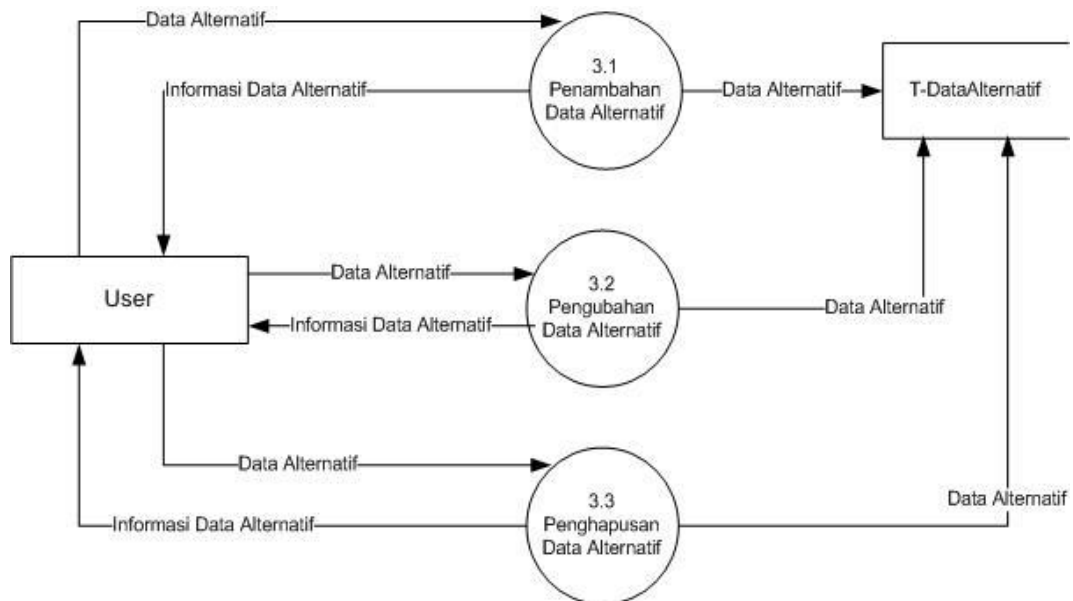 Data Alternatif
3.1
Penambahan
Data Alternatif
Informasi Data Alternatif
Data Alternatif
T-DataAlternatif
User
Data Alternatif
3.2
Pengubahan
Data Alternatif
Informasi Data Alternatif
Data Alternatif
Data Alternatif
3.3
Penghapusan
Data Alternatif
Informasi Data Alternatif
Data Alternatif